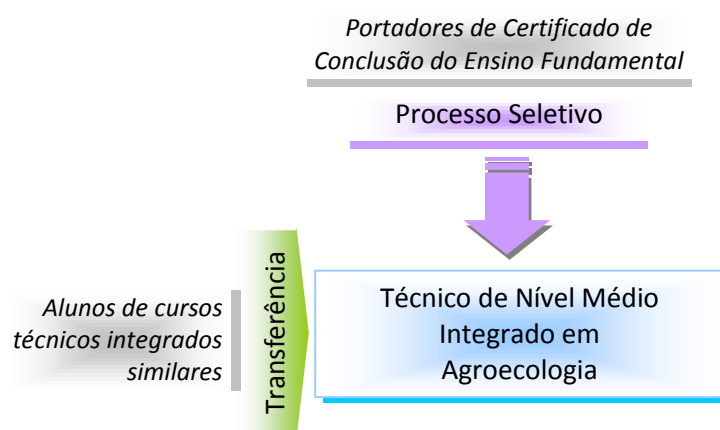 Portadores de Certificado de
Conclusão do Ensino Fundamental
Processo Seletivo
Alunos de cursos
técnicos integrados
similares
Transferência
Técnico de Nível Médio
Integrado em
Agroecologia